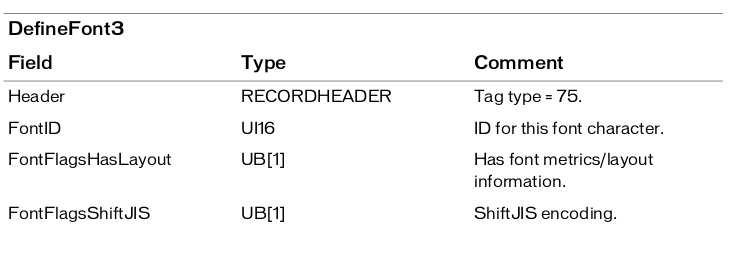 DefineFont3
Field Type Comment
Header RECORDHEADER Tag type = 75.
FontID UI16 ID for this font character.
FontFlagsHasLayout UB[1] Has font metrics/layout
information.
FontFlagsShiftJIS UB[1] ShiftJIS encoding.